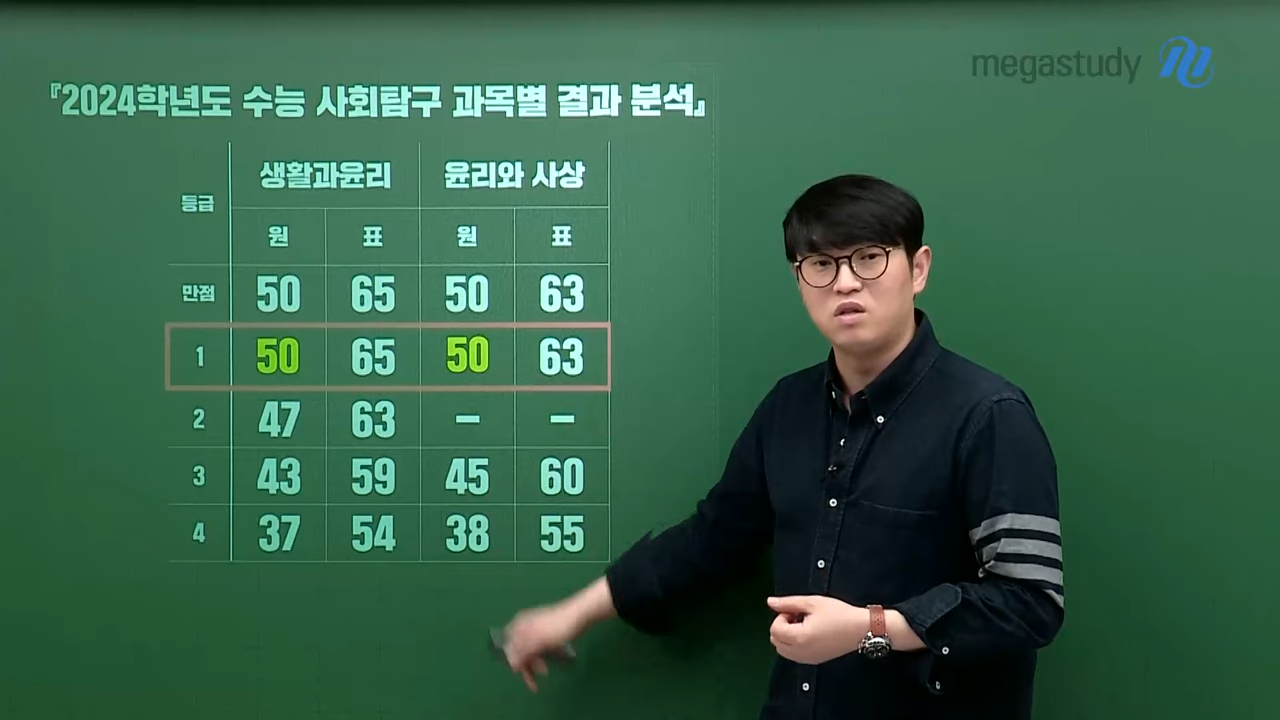 megastudy
『2024학년도 수능 사회탐구 과목별 결과 분석』
등급 생활과윤리 윤리와 사상
원 표 원 표
만점 50 65 50 63
1 50 65 50 63
2 47 63 – –
3 43 59 45 60
4 37 54 38 55